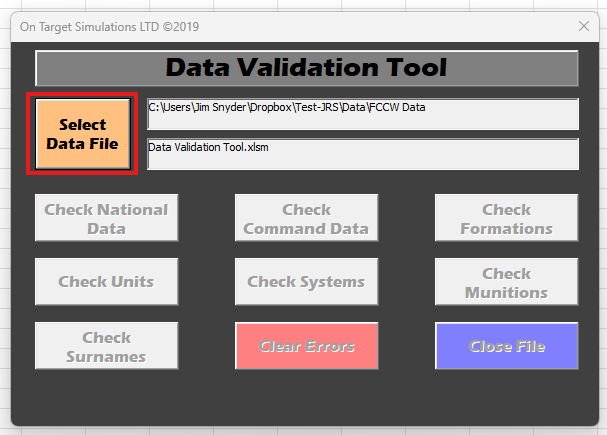 On Target Simulations LTD ©2019
Data Validation Tool
Select
Data File
C:\Users\Jim Snyder\Dropbox\Test-JRS\Data\FCCW Data
Data Validation Tool.xlsm
Check National
Data
Check
Command Data
Check
Formations
Check Units
Check Systems
Check
Munitions
Check
Surnames
Clear Errors
Close File